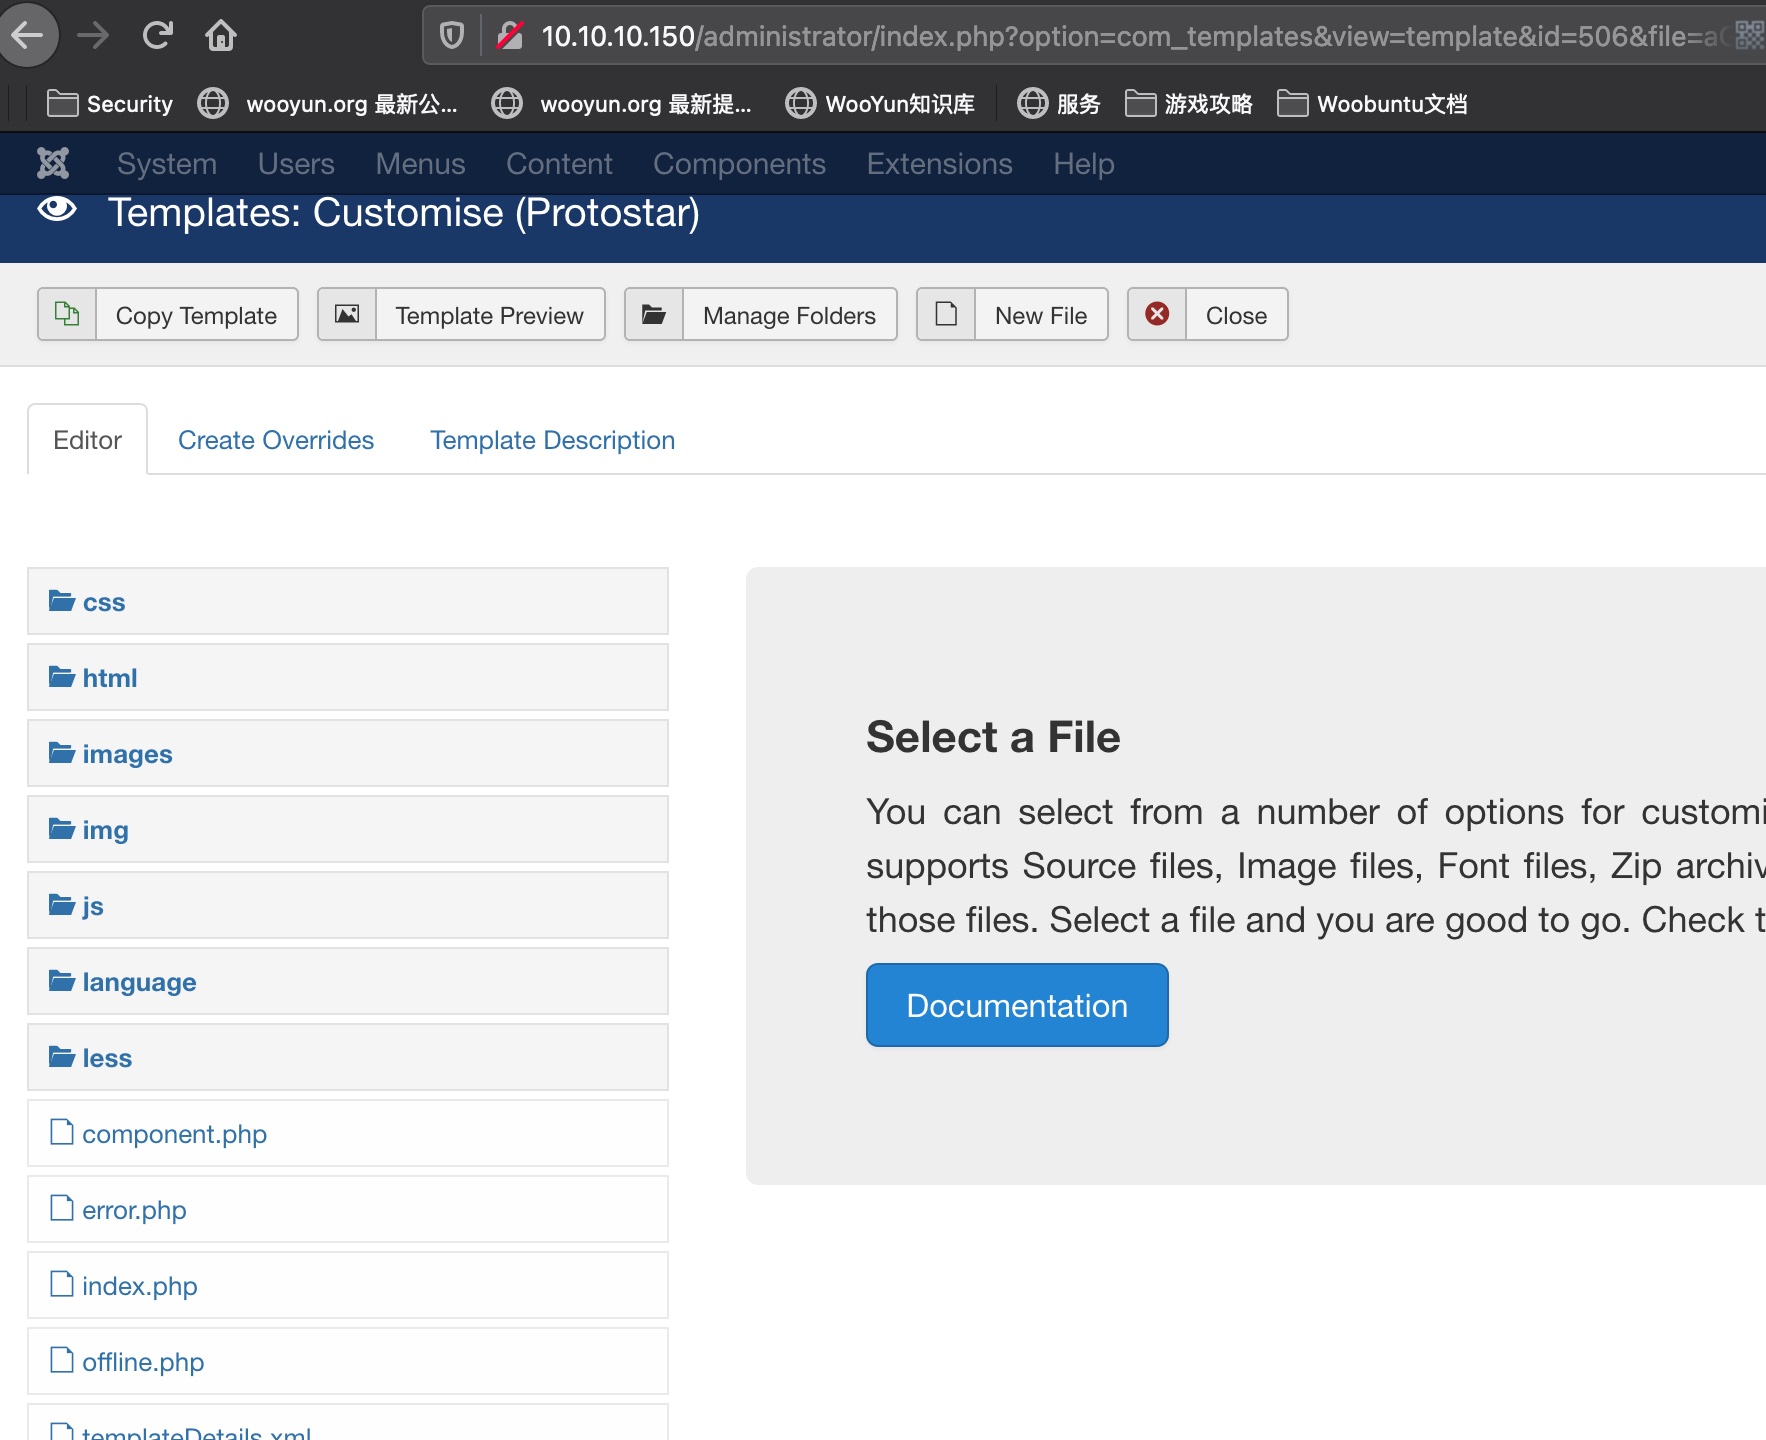 10.10.10.150/administrator/index.php?option=com_templates&view=template&id=506&file=a
Security wooyun.org 最新公... wooyun.org 最新提... WooYun知识库 服务 游戏攻略 Woobuntu文档
System Users Menus Content Components Extensions Help
Templates: Customise (Protostar)
Copy Template Template Preview Manage Folders New File Close
Editor Create Overrides Template Description
css
html
images
img
js
language
less
component.php
error.php
index.php
offline.php
templateDetails.xml
Select a File
You can select from a number of options for customi
supports Source files, Image files, Font files, Zip archiv
those files. Select a file and you are good to go. Check t
Documentation